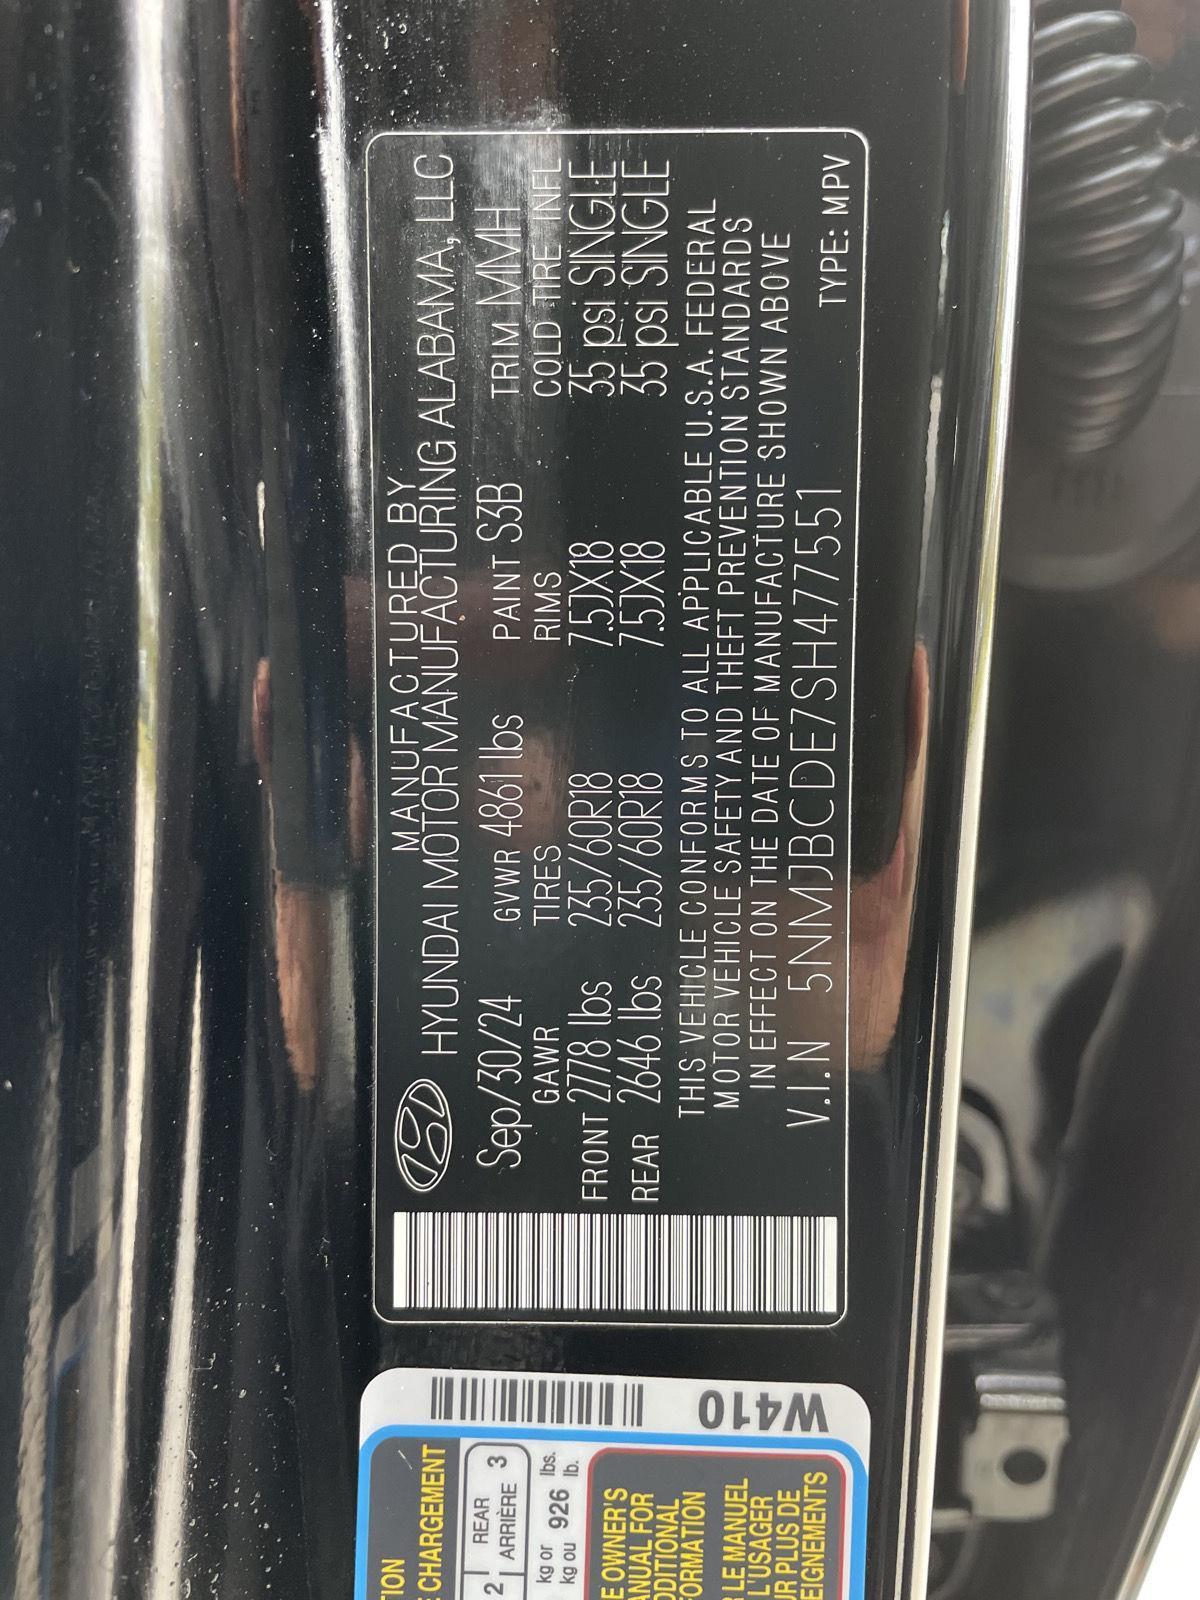 MANUFACTURED BY
HYUNDAI MOTOR MANUFACTURING ALABAMA, LLC
Sep/30/24 GVWR 4861 lbs PAINT S3B TRIM MMH
GAWR TIRES RIMS COLD TIRE INFL
FRONT 2778 lbs 235/60R18 7.5JX18 35 psi SINGLE
REAR 2646 lbs 235/60R18 7.5JX18 35 psi SINGLE
THIS VEHICLE CONFORMS TO ALL APPLICABLE U.S.A. FEDERAL
MOTOR VEHICLE SAFETY AND THEFT PREVENTION STANDARDS
IN EFFECT ON THE DATE OF MANUFACTURE SHOWN ABOVE
V.I.N 5NMJBCDE7SH477551 TYPE: MPV
W410
CHARGEMENT
2 REAR
ARRIÈRE 3
kg or 926 lbs.
kg ou lb.
OWNER'S
FOR
LE MANUEL
L'USAGER
PLUS DE